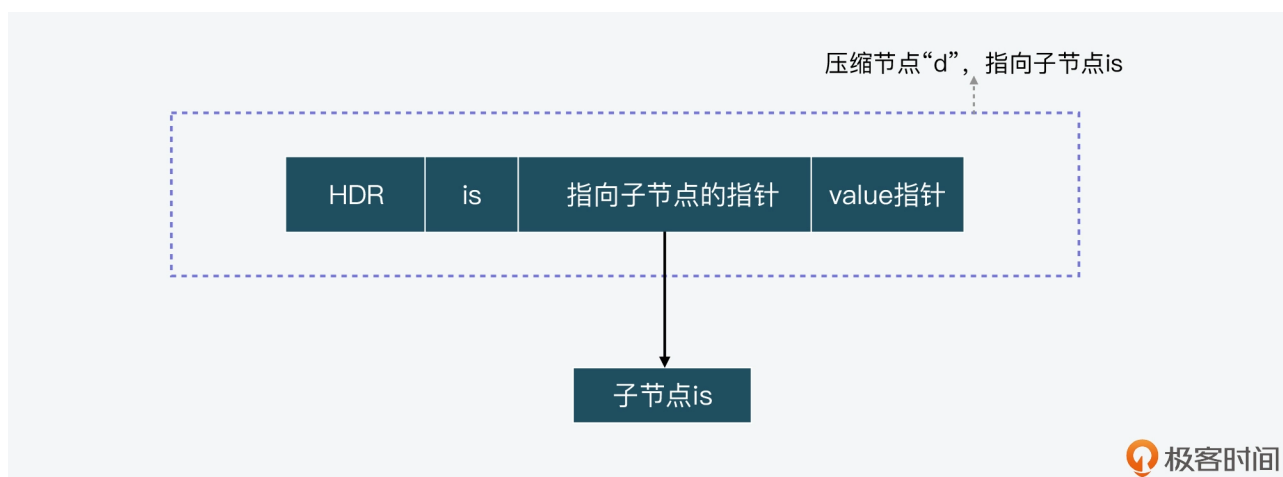 压缩节点“d”，指向子节点is
HDR
is
指向子节点的指针
value指针
子节点is
极客时间